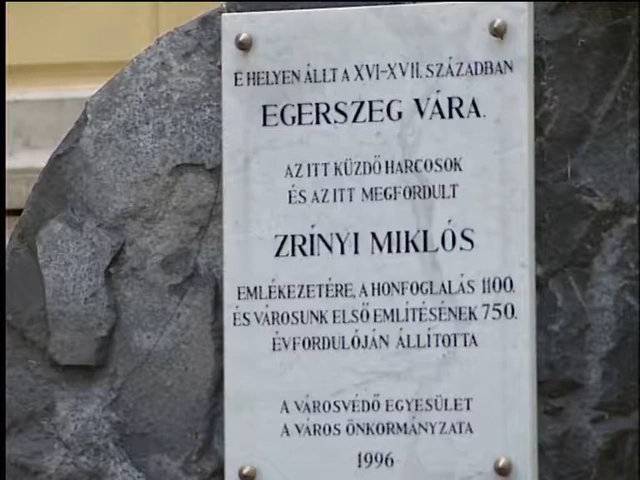 E HELYEN ÁLLT A XVI-XVII. SZÁZADBAN
EGERSZEG VÁRA.
AZ ITT KÜZDŐ HARCOSOK
ÉS AZ ITT MEGFORDULT
ZRÍNYI MIKLÓS
EMLÉKEZETÉRE, A HONFOGLALÁS 1100.
ÉS VÁROSUNK ELSŐ EMLÍTÉSÉNEK 750.
ÉVFORDULÓJÁN ÁLLÍTOTTA
A VÁROSVÉDŐ EGYESÜLET
A VÁROS ÖNKORMÁNYZATA
1996